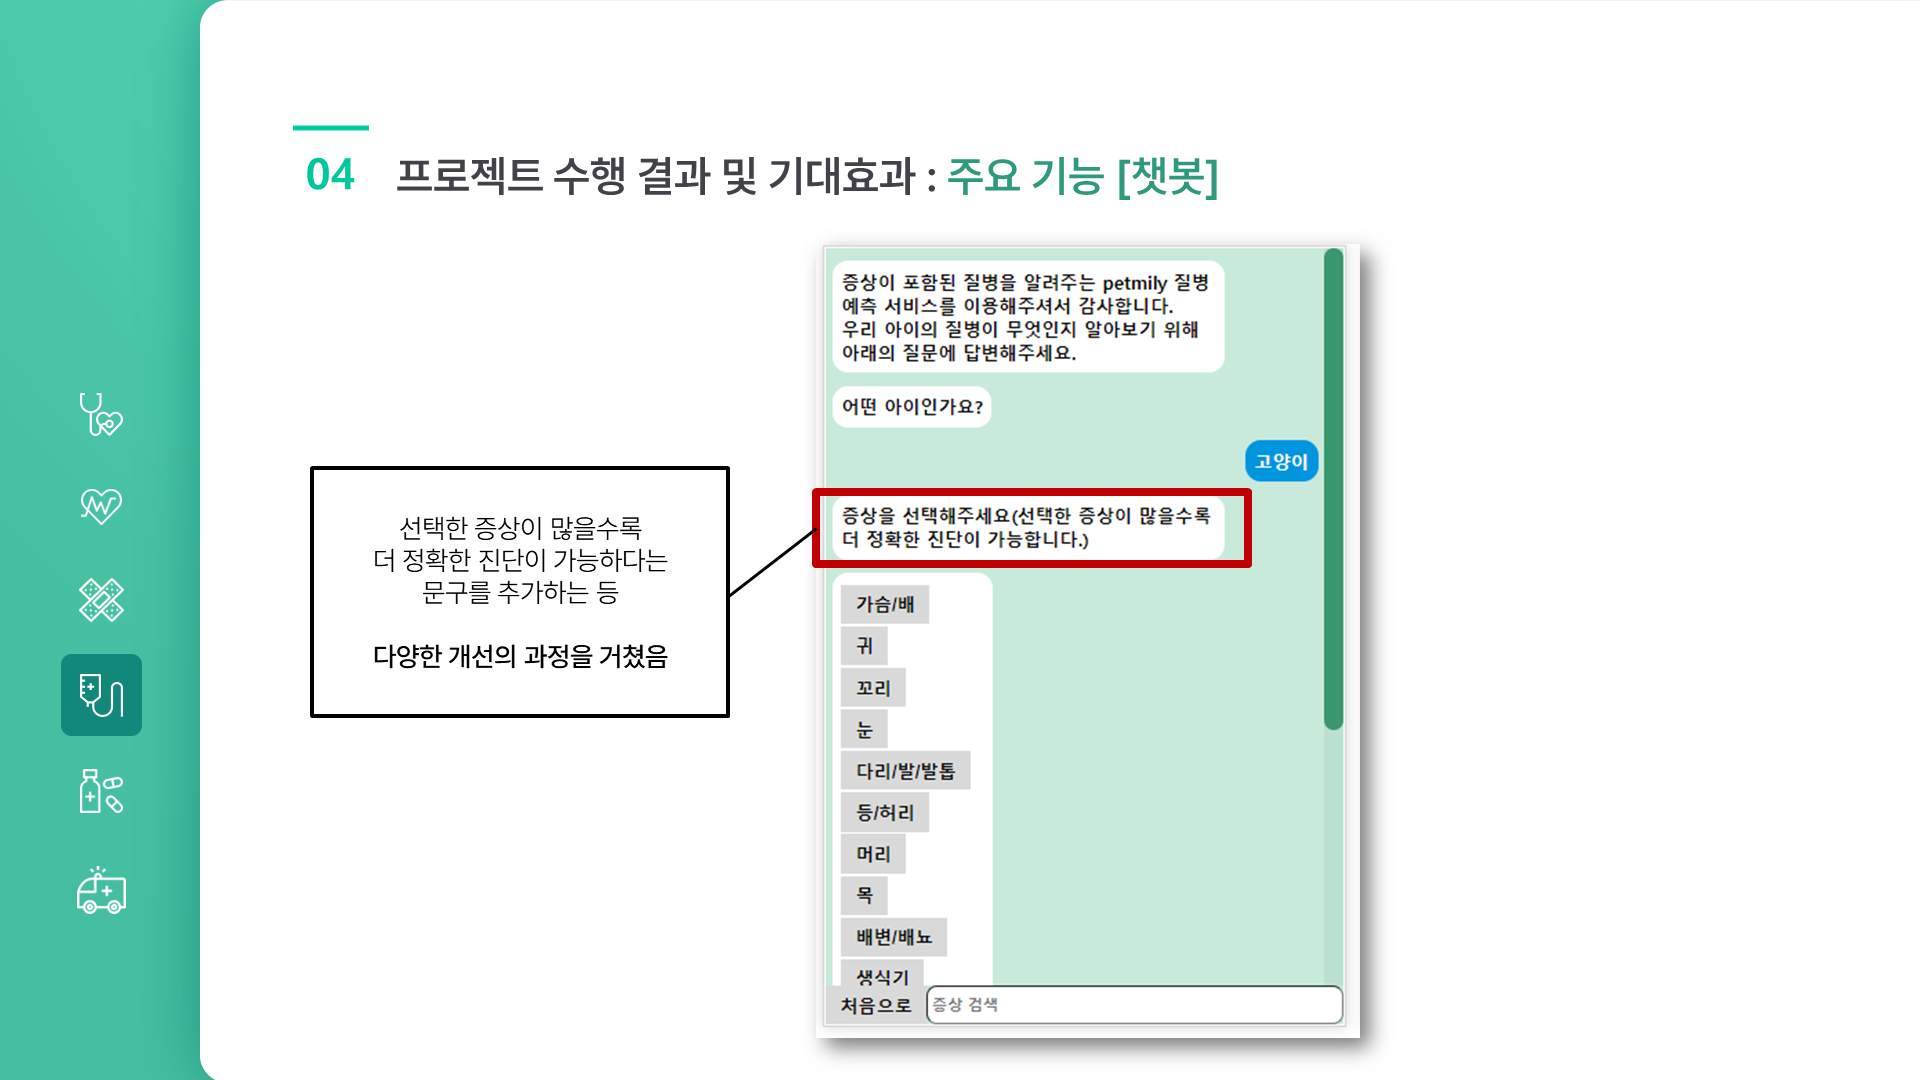 04 프로젝트 수행 결과 및 기대효과 : 주요 기능 [챗봇]
선택한 증상이 많을수록
더 정확한 진단이 가능하다는
문구를 추가하는 등
다양한 개선의 과정을 거쳤음
증상이 포함된 질병을 알려주는 petmily 질병
예측 서비스를 이용해주셔서 감사합니다.
우리 아이의 질병이 무엇인지 알아보기 위해
아래의 질문에 답변해주세요.
어떤 아이인가요?
고양이
증상을 선택해주세요(선택한 증상이 많을수록
더 정확한 진단이 가능합니다.)
가슴/배
귀
꼬리
눈
다리/발/발톱
등/허리
머리
목
배변/배뇨
생식기
처음으로
증상 검색